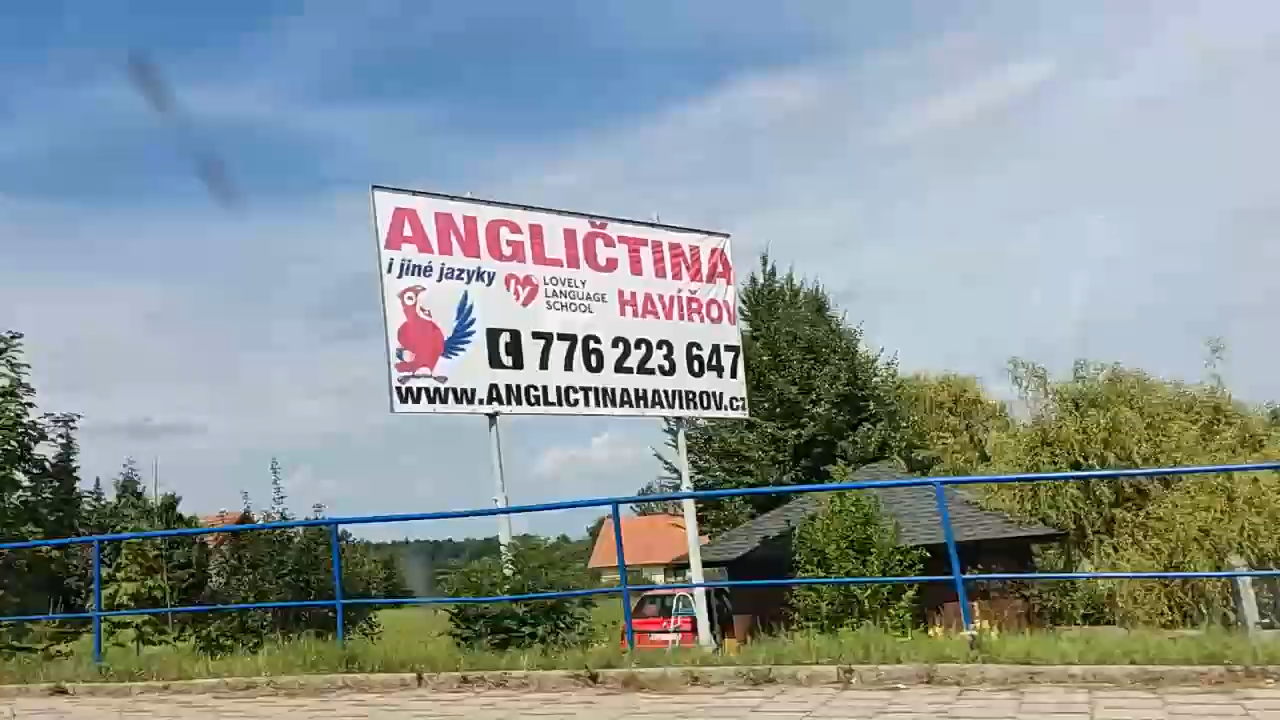 ANGLIČTINA
i jiné jazyky
LOVELY
LANGUAGE
SCHOOL
HAVÍŘOV
776 223 647
www.ANGLICTINAHAVIROV.cz